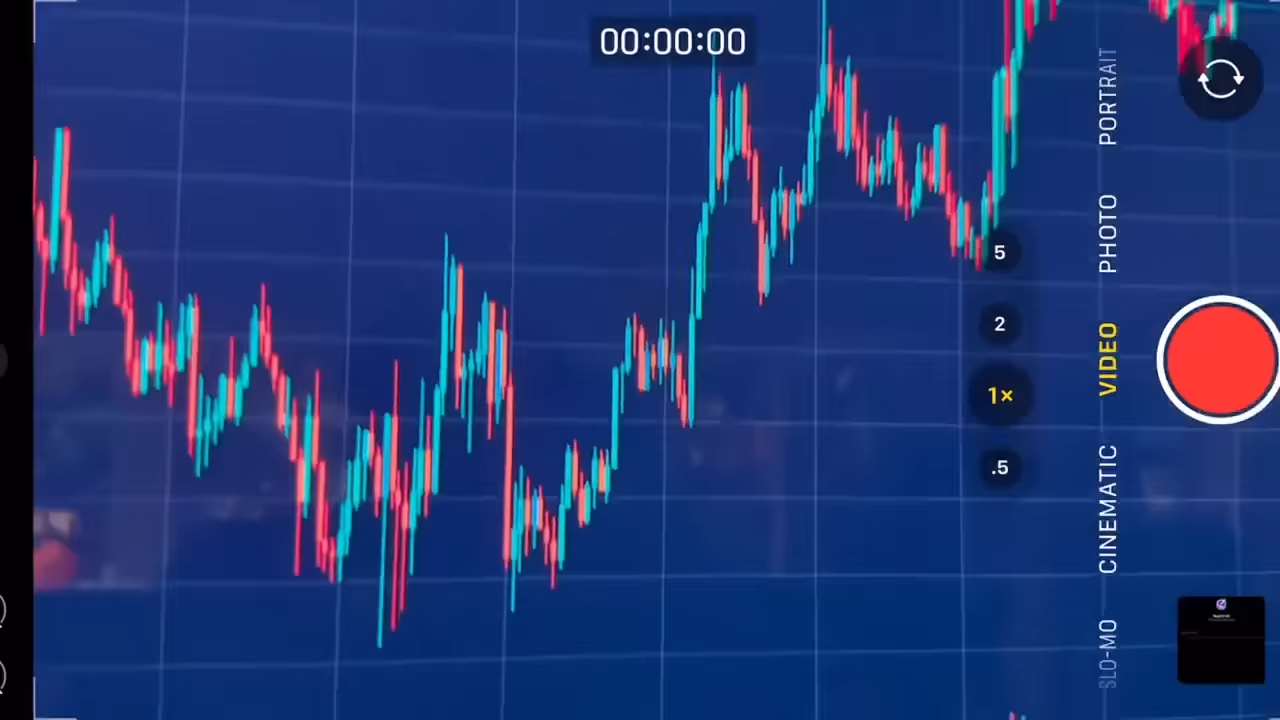 00:00:00
5
2
1×
.5
PORTRAIT
PHOTO
VIDEO
CINEMATIC
SLO-MO